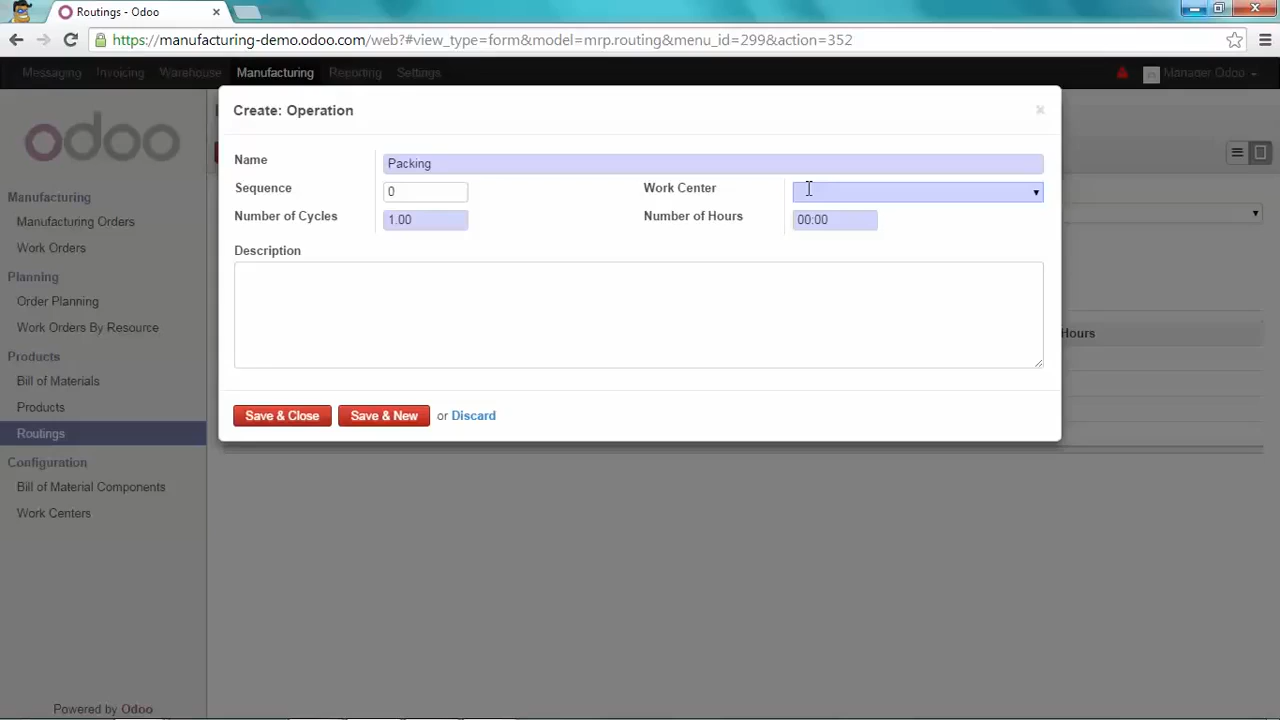 Routings - Odoo
https://manufacturing-demo.odoo.com/web?#view_type=form&model=mrp.routing&menu_id=299&action=352
Messaging Invoicing Warehouse Manufacturing Reporting Settings Manager Odoo
odoo
Manufacturing
Manufacturing Orders
Work Orders
Planning
Order Planning
Work Orders By Resource
Products
Bill of Materials
Products
Routings
Configuration
Bill of Material Components
Work Centers
Powered by Odoo
Create: Operation
Name Packing
Sequence 0 Work Center
Number of Cycles 1.00 Number of Hours 00:00
Description
Save & Close Save & New or Discard
Hours